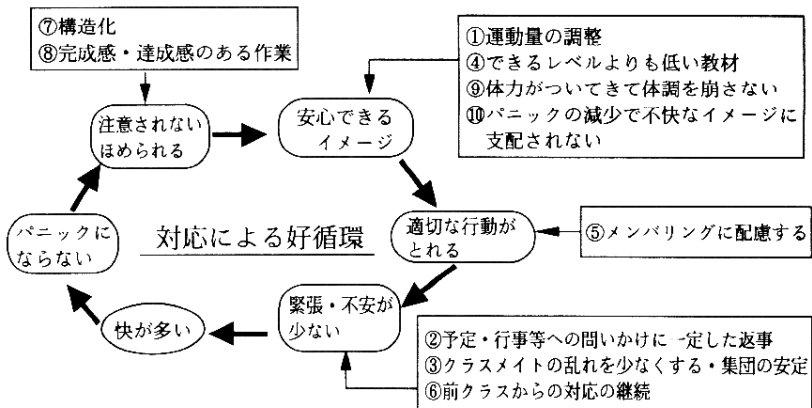 ⑦構造化
⑧完成感・達成感のある作業
①運動量の調整
④できるレベルよりも低い教材
⑨体力がついてきて体調を崩さない
⑩パニックの減少で不快なイメージに
支配されない
注意されない
ほめられる
安心できる
イメージ
パニックに
ならない
対応による好循環
適切な行動が
とれる
⑤メンバリングに配慮する
快が多い
緊張・不安が
少ない
②予定・行事等への問いかけに一定した返事
③クラスメイトの乱れを少なくする・集団の安定
⑥前クラスからの対応の継続